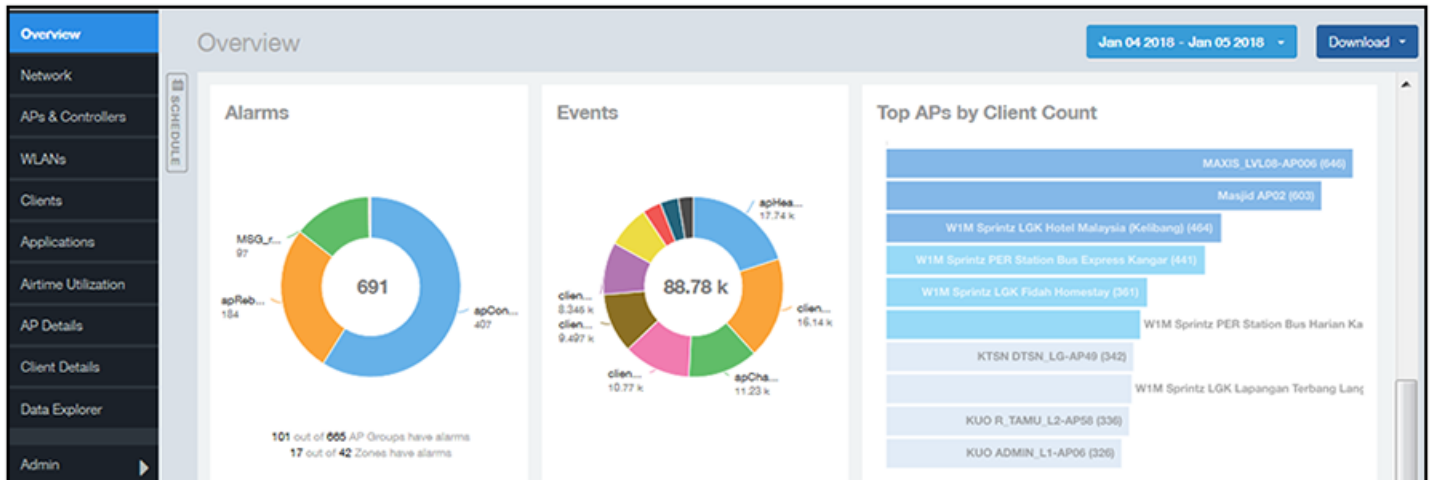 Overview
Network
APs & Controllers
WLANs
Clients
Applications
Airtime Utilization
AP Details
Client Details
Data Explorer
Admin
SCHEDULE
Overview
Jan 04 2018 - Jan 05 2018
Download
Alarms
MSG_r...
97
apReb...
184
691
apCon...
407
101 out of 665 AP Groups have alarms
17 out of 42 Zones have alarms
Events
apHea...
17.74 k
clien...
8.346 k
clien...
9.497 k
88.78 k
clien...
16.14 k
clien...
10.77 k
apCha...
11.23 k
Top APs by Client Count
MAXIS_LVL08-AP006 (646)
Masjid AP02 (603)
W1M Sprintz LGK Hotel Malaysia (Kelibang) (464)
W1M Sprintz PER Station Bus Express Kangar (441)
W1M Sprintz LGK Fidah Homestay (361)
W1M Sprintz PER Station Bus Harian Ka
KTSN DTSN_LG-AP49 (342)
W1M Sprintz LGK Lapangan Terbang Lang
KUO R_TAMU_L2-AP58 (336)
KUO ADMIN_L1-AP06 (326)